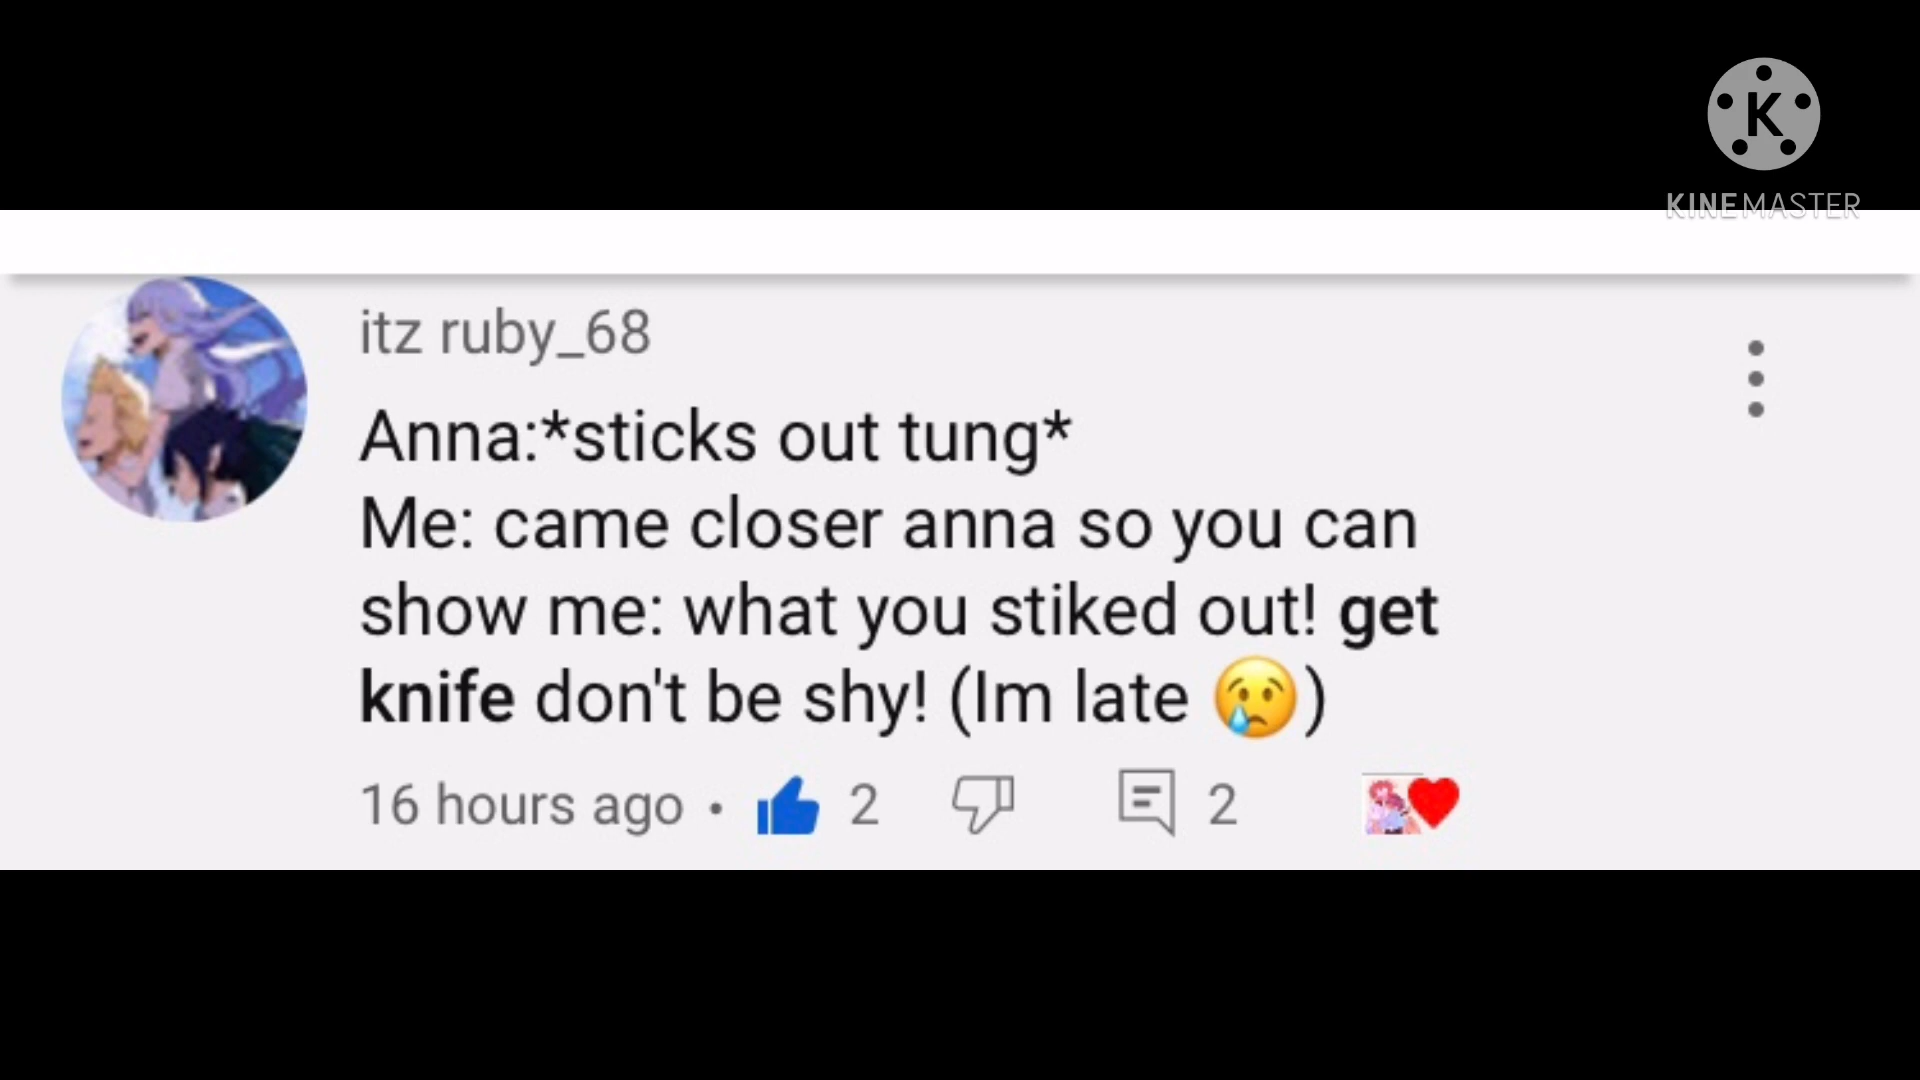 K
KINEMASTER
itz ruby_68
Anna:*sticks out tung*
Me: came closer anna so you can
show me: what you stiked out! get
knife don't be shy! (Im late 😢)
16 hours ago • 2 2